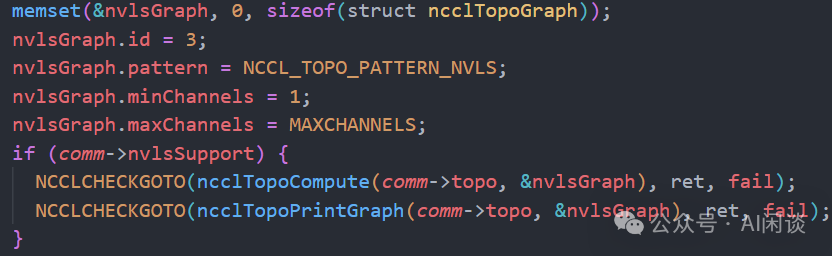 memset(&nvlsGraph, 0, sizeof(struct ncclTopoGraph));
nvlsGraph.id = 3;
nvlsGraph.pattern = NCCL_TOPO_PATTERN_NVLS;
nvlsGraph.minChannels = 1;
nvlsGraph.maxChannels = MAXCHANNELS;
if (comm->nvlsSupport) {
NCCLCHECKGOTO(ncclTopoCompute(comm->topo, &nvlsGraph), ret, fail);
NCCLCHECKGOTO(ncclTopoPrintGraph(comm->topo, &nvlsGraph), ret, fail);
}
公众号 · AI闲谈